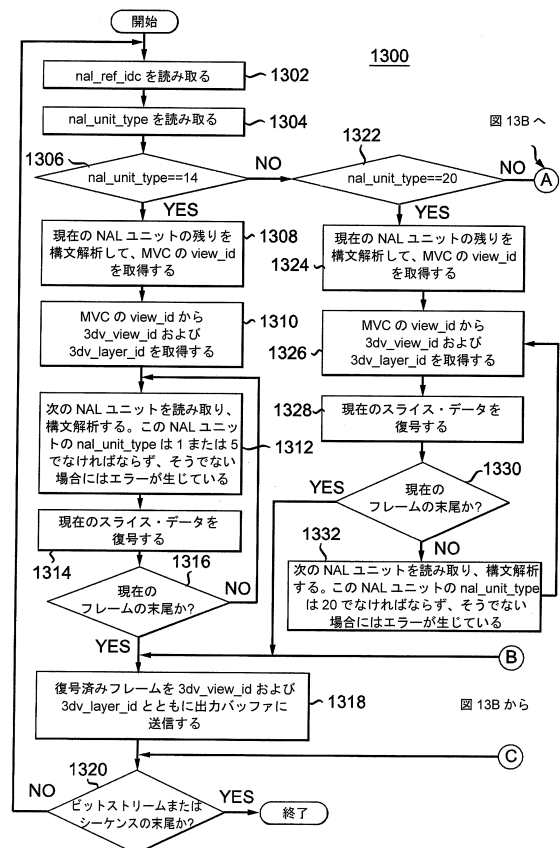 開始
1300
nal_ref_idc を読み取る
1302
nal_unit_type を読み取る
1304
図 13B へ
1306
nal_unit_type==14
NO
YES
1322
nal_unit_type==20
NO
A
YES
現在の NAL ユニットの残りを
構文解析して、MVC の view_id
を取得する
1308
MVC の view_id から
3dv_view_id および
3dv_layer_id を取得する
1310
次の NAL ユニットを読み取り、
構文解析する。この NAL ユニッ
トの nal_unit_type は 1 または 5
でなければならず、そうでない
場合にはエラーが生じている
1312
現在のスライス・データを
復号する
1314
現在の
フレームの末尾か?
1316
NO
YES
現在の NAL ユニットの残りを
構文解析して、MVC の view_id
を取得する
1324
MVC の view_id から
3dv_view_id および
3dv_layer_id を取得する
1326
現在のスライス・データを
復号する
1328
現在の
フレームの末尾か?
1330
YES
NO
1332
次の NAL ユニットを読み取り、構文解析
する。この NAL ユニットの nal_unit_type
は 20 でなければならず、そうでない
場合にはエラーが生じている
B
復号済みフレームを 3dv_view_id および
3dv_layer_id とともに出力バッファに
送信する
1318
図 13B から
C
1320
ビットストリームまたは
シーケンスの末尾か?
NO
YES
終了